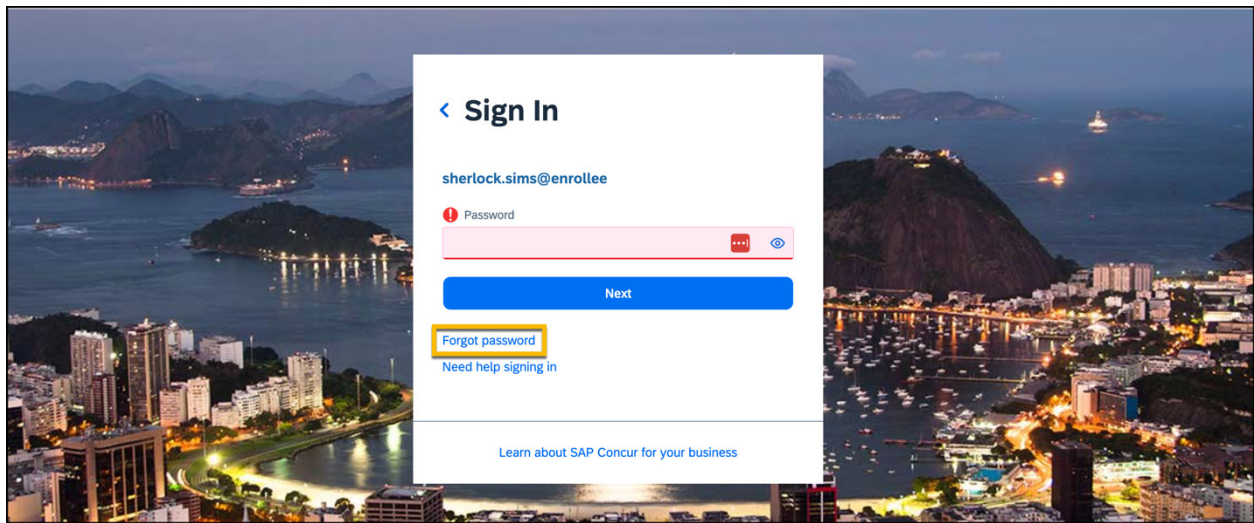 Sign In
sherlock.sims@enrollee
Password
Next
Forgot password
Need help signing in
Learn about SAP Concur for your business